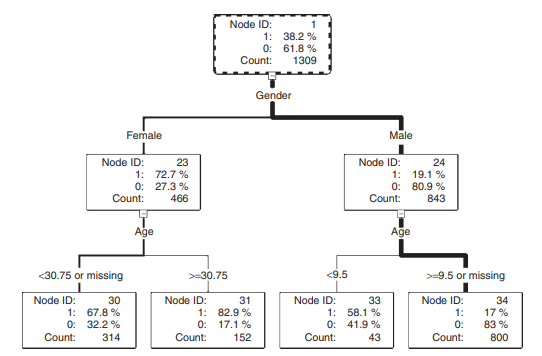 Node ID: 1
1: 38.2 %
0: 61.8 %
Count: 1309
Gender
Female
Male
Node ID: 23
1: 72.7 %
0: 27.3 %
Count: 466
Node ID: 24
1: 19.1 %
0: 80.9 %
Count: 843
Age
Age
<30.75 or missing
>=30.75
<9.5
>=9.5 or missing
Node ID: 30
1: 67.8 %
0: 32.2 %
Count: 314
Node ID: 31
1: 82.9 %
0: 17.1 %
Count: 152
Node ID: 33
1: 58.1 %
0: 41.9 %
Count: 43
Node ID: 34
1: 17 %
0: 83 %
Count: 800